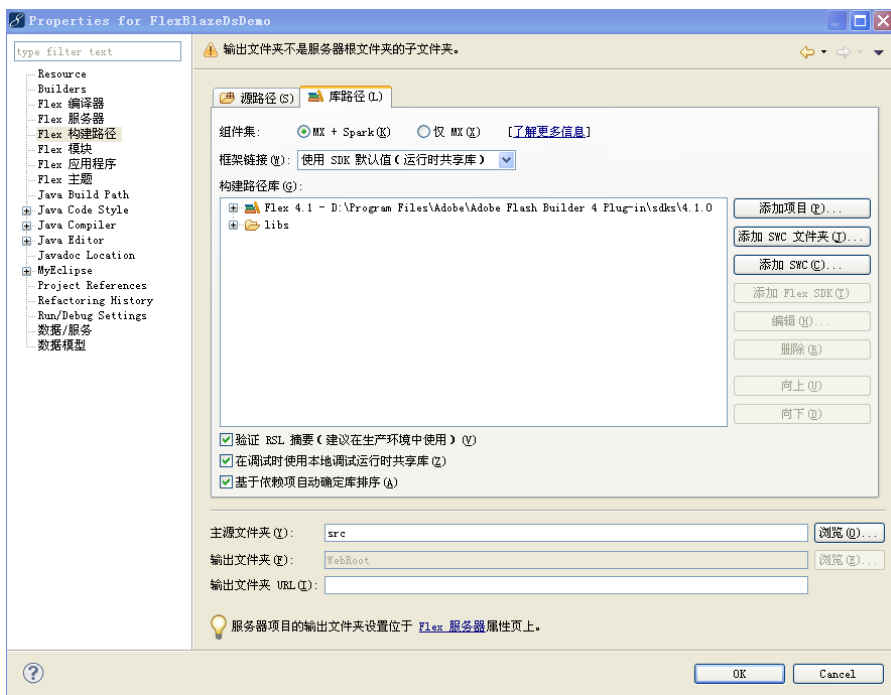 Properties for FlexBlazeDsDemo
type filter text
输出文件夹不是服务器根文件夹的子文件夹。
Resource
Builders
Flex 编译器
Flex 服务器
Flex 构建路径
Flex 模块
Flex 应用程序
Flex 主题
Java Build Path
Java Code Style
Java Compiler
Java Editor
Javadoc Location
MyEclipse
Project References
Refactoring History
Run/Debug Settings
数据/服务
数据模型
源路径(S) 库路径(L)
组件集: MX + Spark(K) 仅 MX(X) [了解更多信息]
框架链接(W): 使用 SDK 默认值(运行时共享库)
构建路径库(G):
Flex 4.1 - D:\Program Files\Adobe\Adobe Flash Builder 4 Plug-in\sdks\4.1.0
libs
添加项目(P)...
添加 SWC 文件夹(J)...
添加 SWC(C)...
添加 Flex SDK(T)
编辑(H)...
删除(R)
向上(U)
向下(D)
验证 RSL 摘要(建议在生产环境中使用)(V)
在调试时使用本地调试运行时共享库(Z)
基于依赖项自动确定库排序(A)
主源文件夹(Y): src 浏览(O)...
输出文件夹(F): WebRoot 浏览(E)...
输出文件夹 URL(I):
服务器项目的输出文件夹设置位于 Flex 服务器属性页上。
OK Cancel